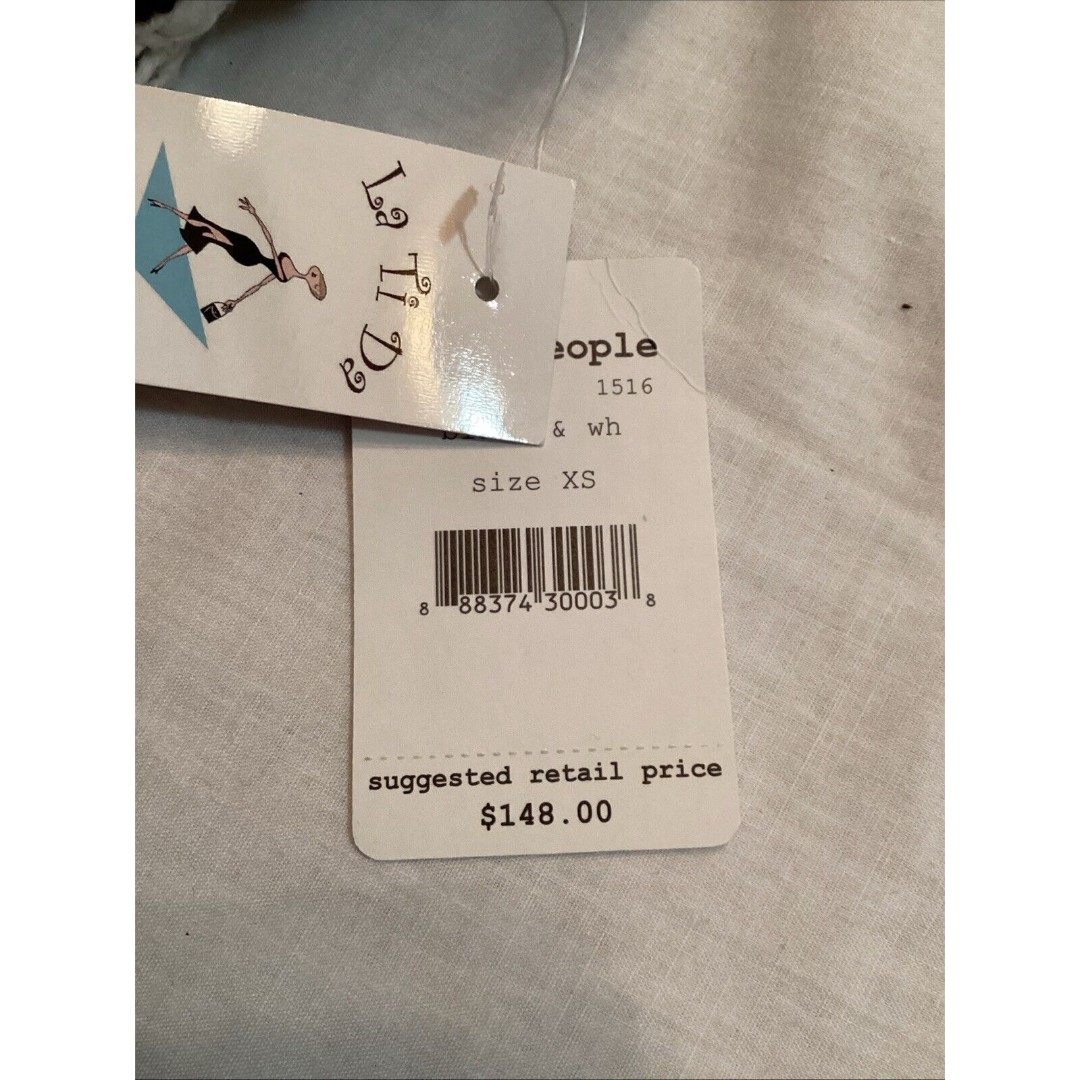 La Ti Da
eople
1516
& wh
size XS
8 88374 30003 8
suggested retail price
$148.00